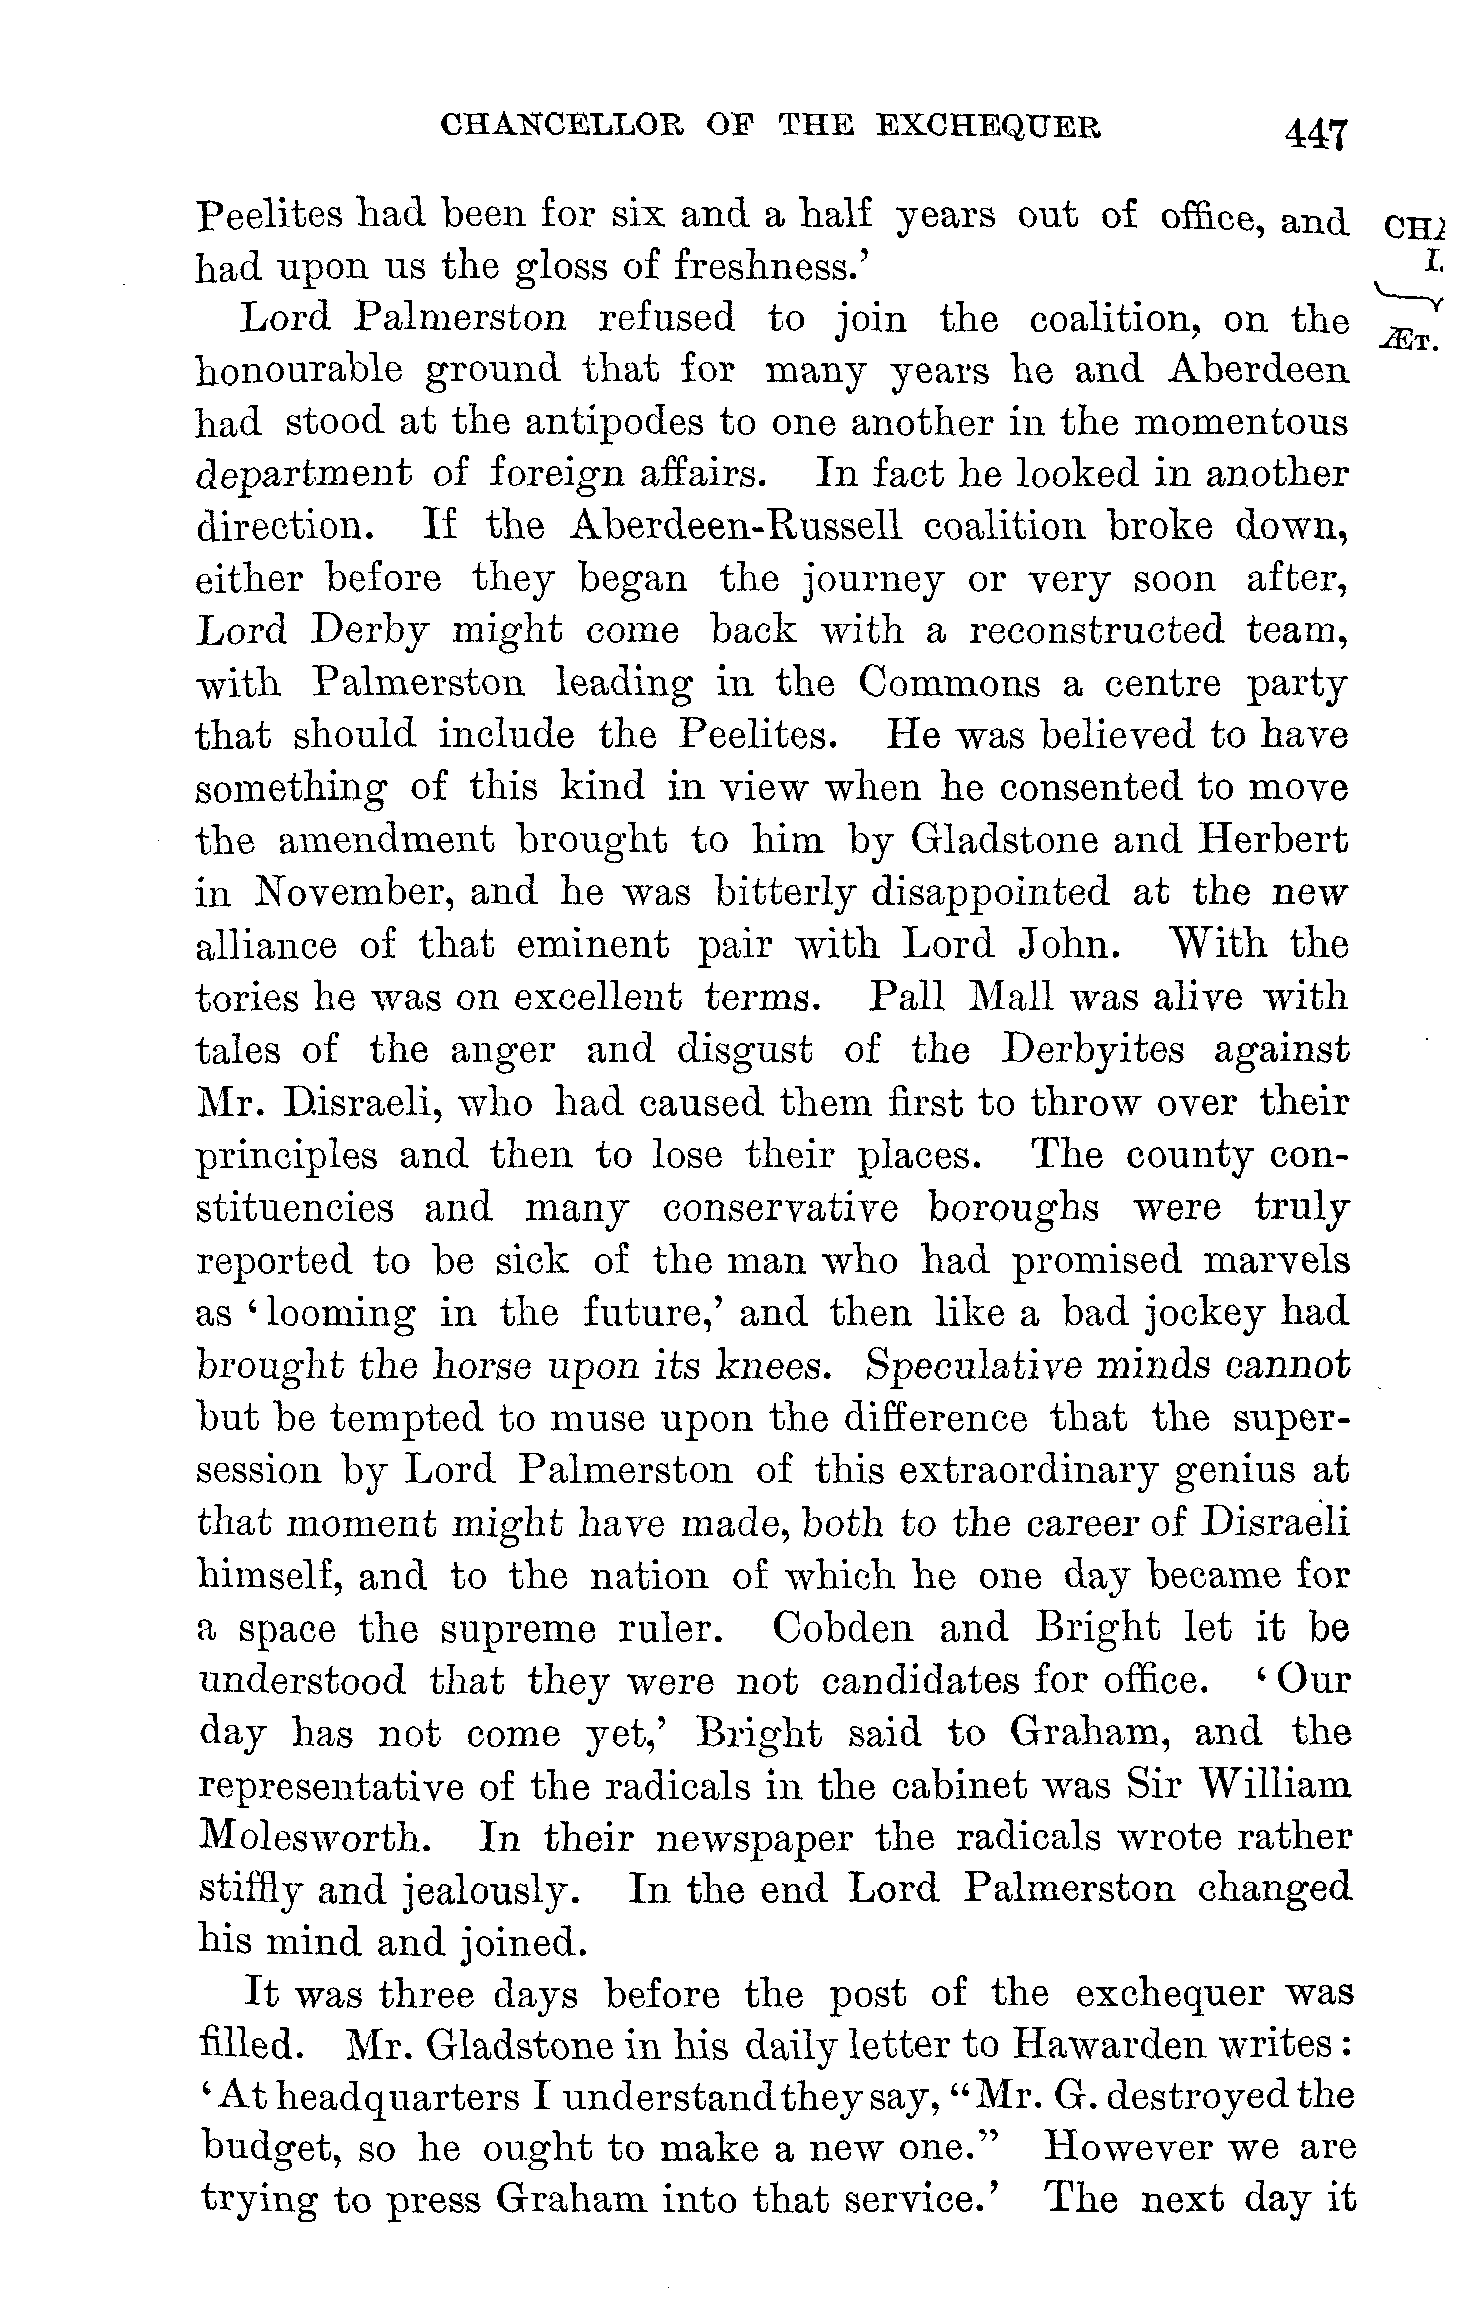 CHANCELLOR OF THE EXCHEQUER 447
Peelites had been for six and a half years out of office, and
had upon us the gloss of freshness.’
Lord Palmerston refused to join the coalition, on the
honourable ground that for many years he and Aberdeen
had stood at the antipodes to one another in the momentous
department of foreign affairs. In fact he looked in another
direction. If the Aberdeen-Russell coalition broke down,
either before they began the journey or very soon after,
Lord Derby might come back with a reconstructed team,
with Palmerston leading in the Commons a centre party
that should include the Peelites. He was believed to have
something of this kind in view when he consented to move
the amendment brought to him by Gladstone and Herbert
in November, and he was bitterly disappointed at the new
alliance of that eminent pair with Lord John. With the
tories he was on excellent terms. Pall Mall was alive with
tales of the anger and disgust of the Derbyites against
Mr. Disraeli, who had caused them first to throw over their
principles and then to lose their places. The county con-
stituencies and many conservative boroughs were truly
reported to be sick of the man who had promised marvels
as ‘looming in the future,’ and then like a bad jockey had
brought the horse upon its knees. Speculative minds cannot
but be tempted to muse upon the difference that the super-
session by Lord Palmerston of this extraordinary genius at
that moment might have made, both to the career of Disraeli
himself, and to the nation of which he one day became for
a space the supreme ruler. Cobden and Bright let it be
understood that they were not candidates for office. ‘Our
day has not come yet,’ Bright said to Graham, and the
representative of the radicals in the cabinet was Sir William
Molesworth. In their newspaper the radicals wrote rather
stiffly and jealously. In the end Lord Palmerston changed
his mind and joined.
It was three days before the post of the exchequer was
filled. Mr. Gladstone in his daily letter to Hawarden writes:
‘At headquarters I understand they say, “Mr. G. destroyed the
budget, so he ought to make a new one.” However we are
trying to press Graham into that service.’ The next day it
ÆT.